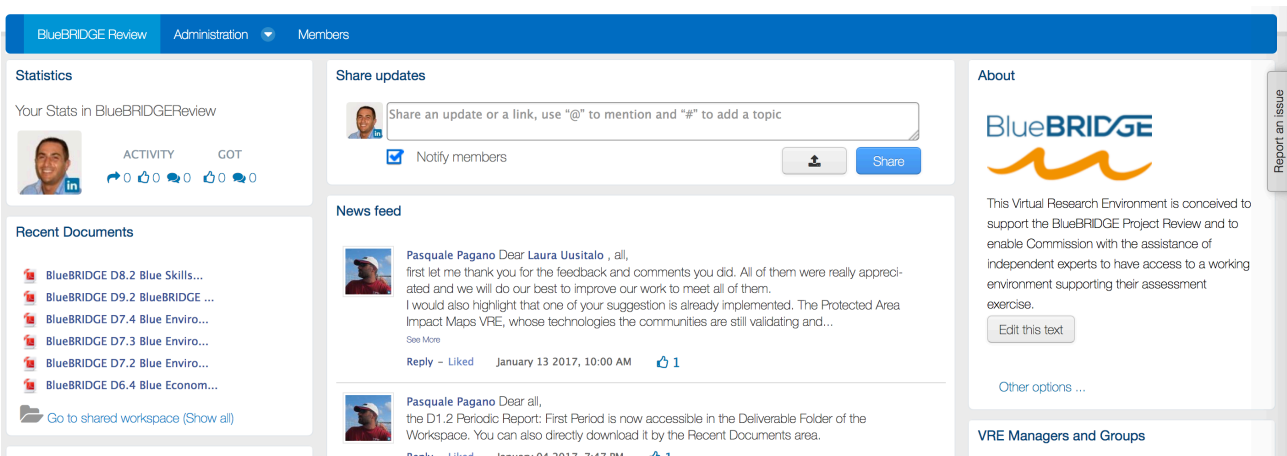 BlueBRIDGE Review Administration Members
Statistics
Your Stats in BlueBRIDGEReview
ACTIVITY GOT
0 0 0 0 0
in
Recent Documents
BlueBRIDGE D8.2 Blue Skills...
BlueBRIDGE D9.2 BlueBRIDGE ...
BlueBRIDGE D7.4 Blue Enviro...
BlueBRIDGE D7.3 Blue Enviro...
BlueBRIDGE D7.2 Blue Enviro...
BlueBRIDGE D6.4 Blue Econom...
Go to shared workspace (Show all)
Share updates
in
Share an update or a link, use "@" to mention and "#" to add a topic
Notify members
Share
News feed
Pasquale Pagano Dear Laura Uusitalo , all,
first let me thank you for the feedback and comments you did. All of them were really appreci-
ated and we will do our best to improve our work to meet all of them.
I would also highlight that one of your suggestion is already implemented. The Protected Area
Impact Maps VRE, whose technologies the communities are still validating and...
See More
Reply – Liked January 13 2017, 10:00 AM 1
Pasquale Pagano Dear all,
the D1.2 Periodic Report: First Period is now accessible in the Deliverable Folder of the
Workspace. You can also directly download it by the Recent Documents area.
Reply – Liked January 04 2017, 7:47 PM 1
About
BlueBRIDGE
This Virtual Research Environment is conceived to
support the BlueBRIDGE Project Review and to
enable Commission with the assistance of
independent experts to have access to a working
environment supporting their assessment
exercise.
Edit this text
Other options ...
VRE Managers and Groups
Report an issue